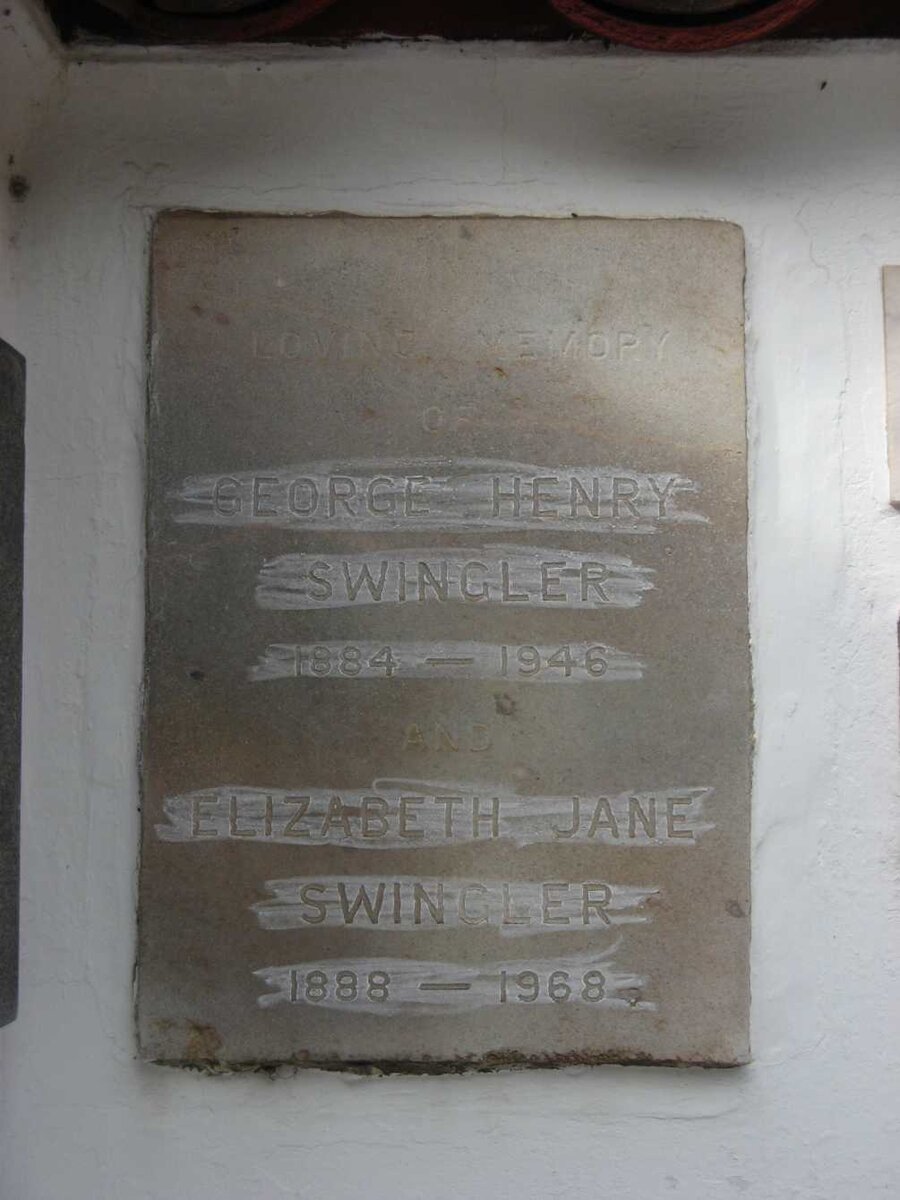 LOVING MEMORY
OF
GEORGE HENRY
SWINGLER
1884 — 1946
AND
ELIZABETH JANE
SWINGLER
1888 — 1968